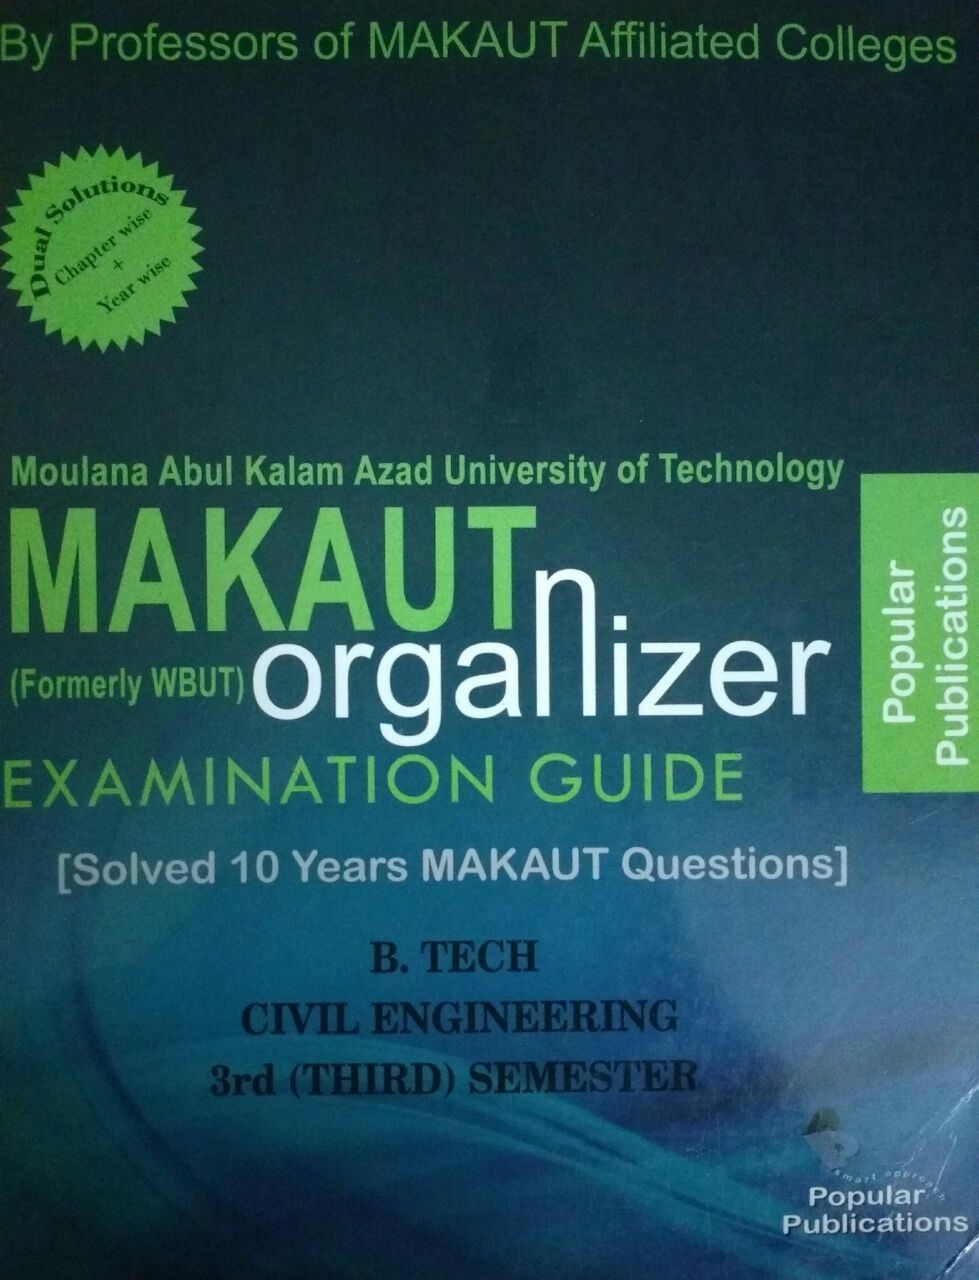 By Professors of MAKAUT Affiliated Colleges
Dual Solutions
Chapter wise
+
Year wise
Moulana Abul Kalam Azad University of Technology
MAKAUT
(Formerly WBUT)
organizer
Popular
Publications
EXAMINATION GUIDE
[Solved 10 Years MAKAUT Questions]
B. TECH
CIVIL ENGINEERING
3rd (THIRD) SEMESTER
smart approach
Popular
Publications